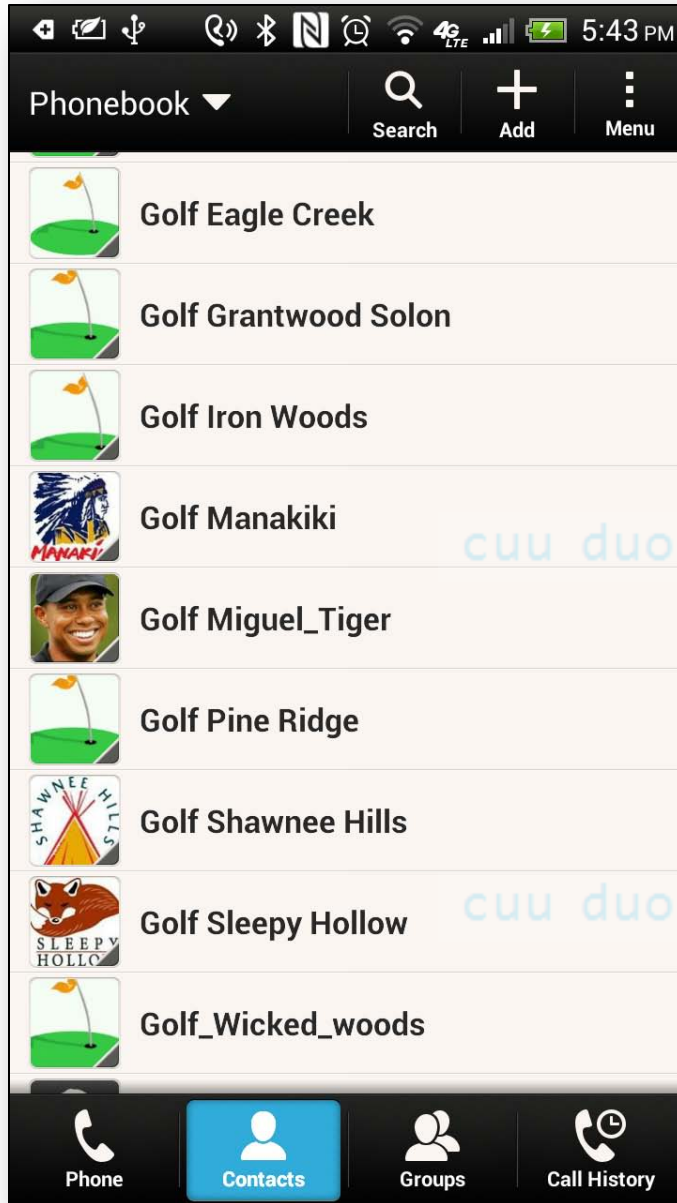 4G LTE 5:43 PM
Phonebook
Search Add Menu
Golf Eagle Creek
Golf Grantwood Solon
Golf Iron Woods
MANAKI
Golf Manakiki
cuu duo
Golf Miguel_Tiger
Golf Pine Ridge
SHAWNEE HILLS
Golf Shawnee Hills
SLEEPY
HOLLO
Golf Sleepy Hollow
cuu duo
Golf_Wicked_woods
Phone Contacts Groups Call History